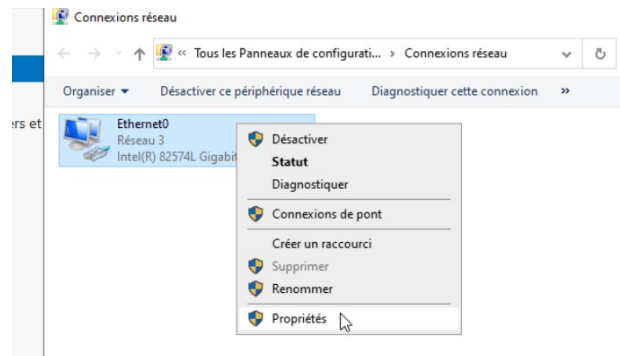 Connexions réseau
« Tous les Panneaux de configurati... › Connexions réseau
Organiser Désactiver ce périphérique réseau Diagnostiquer cette connexion »
ers et
Ethernet0
Réseau 3
Intel(R) 82574L Gigabit
Désactiver
Statut
Diagnostiquer
Connexions de pont
Créer un raccourci
Supprimer
Renommer
Propriétés